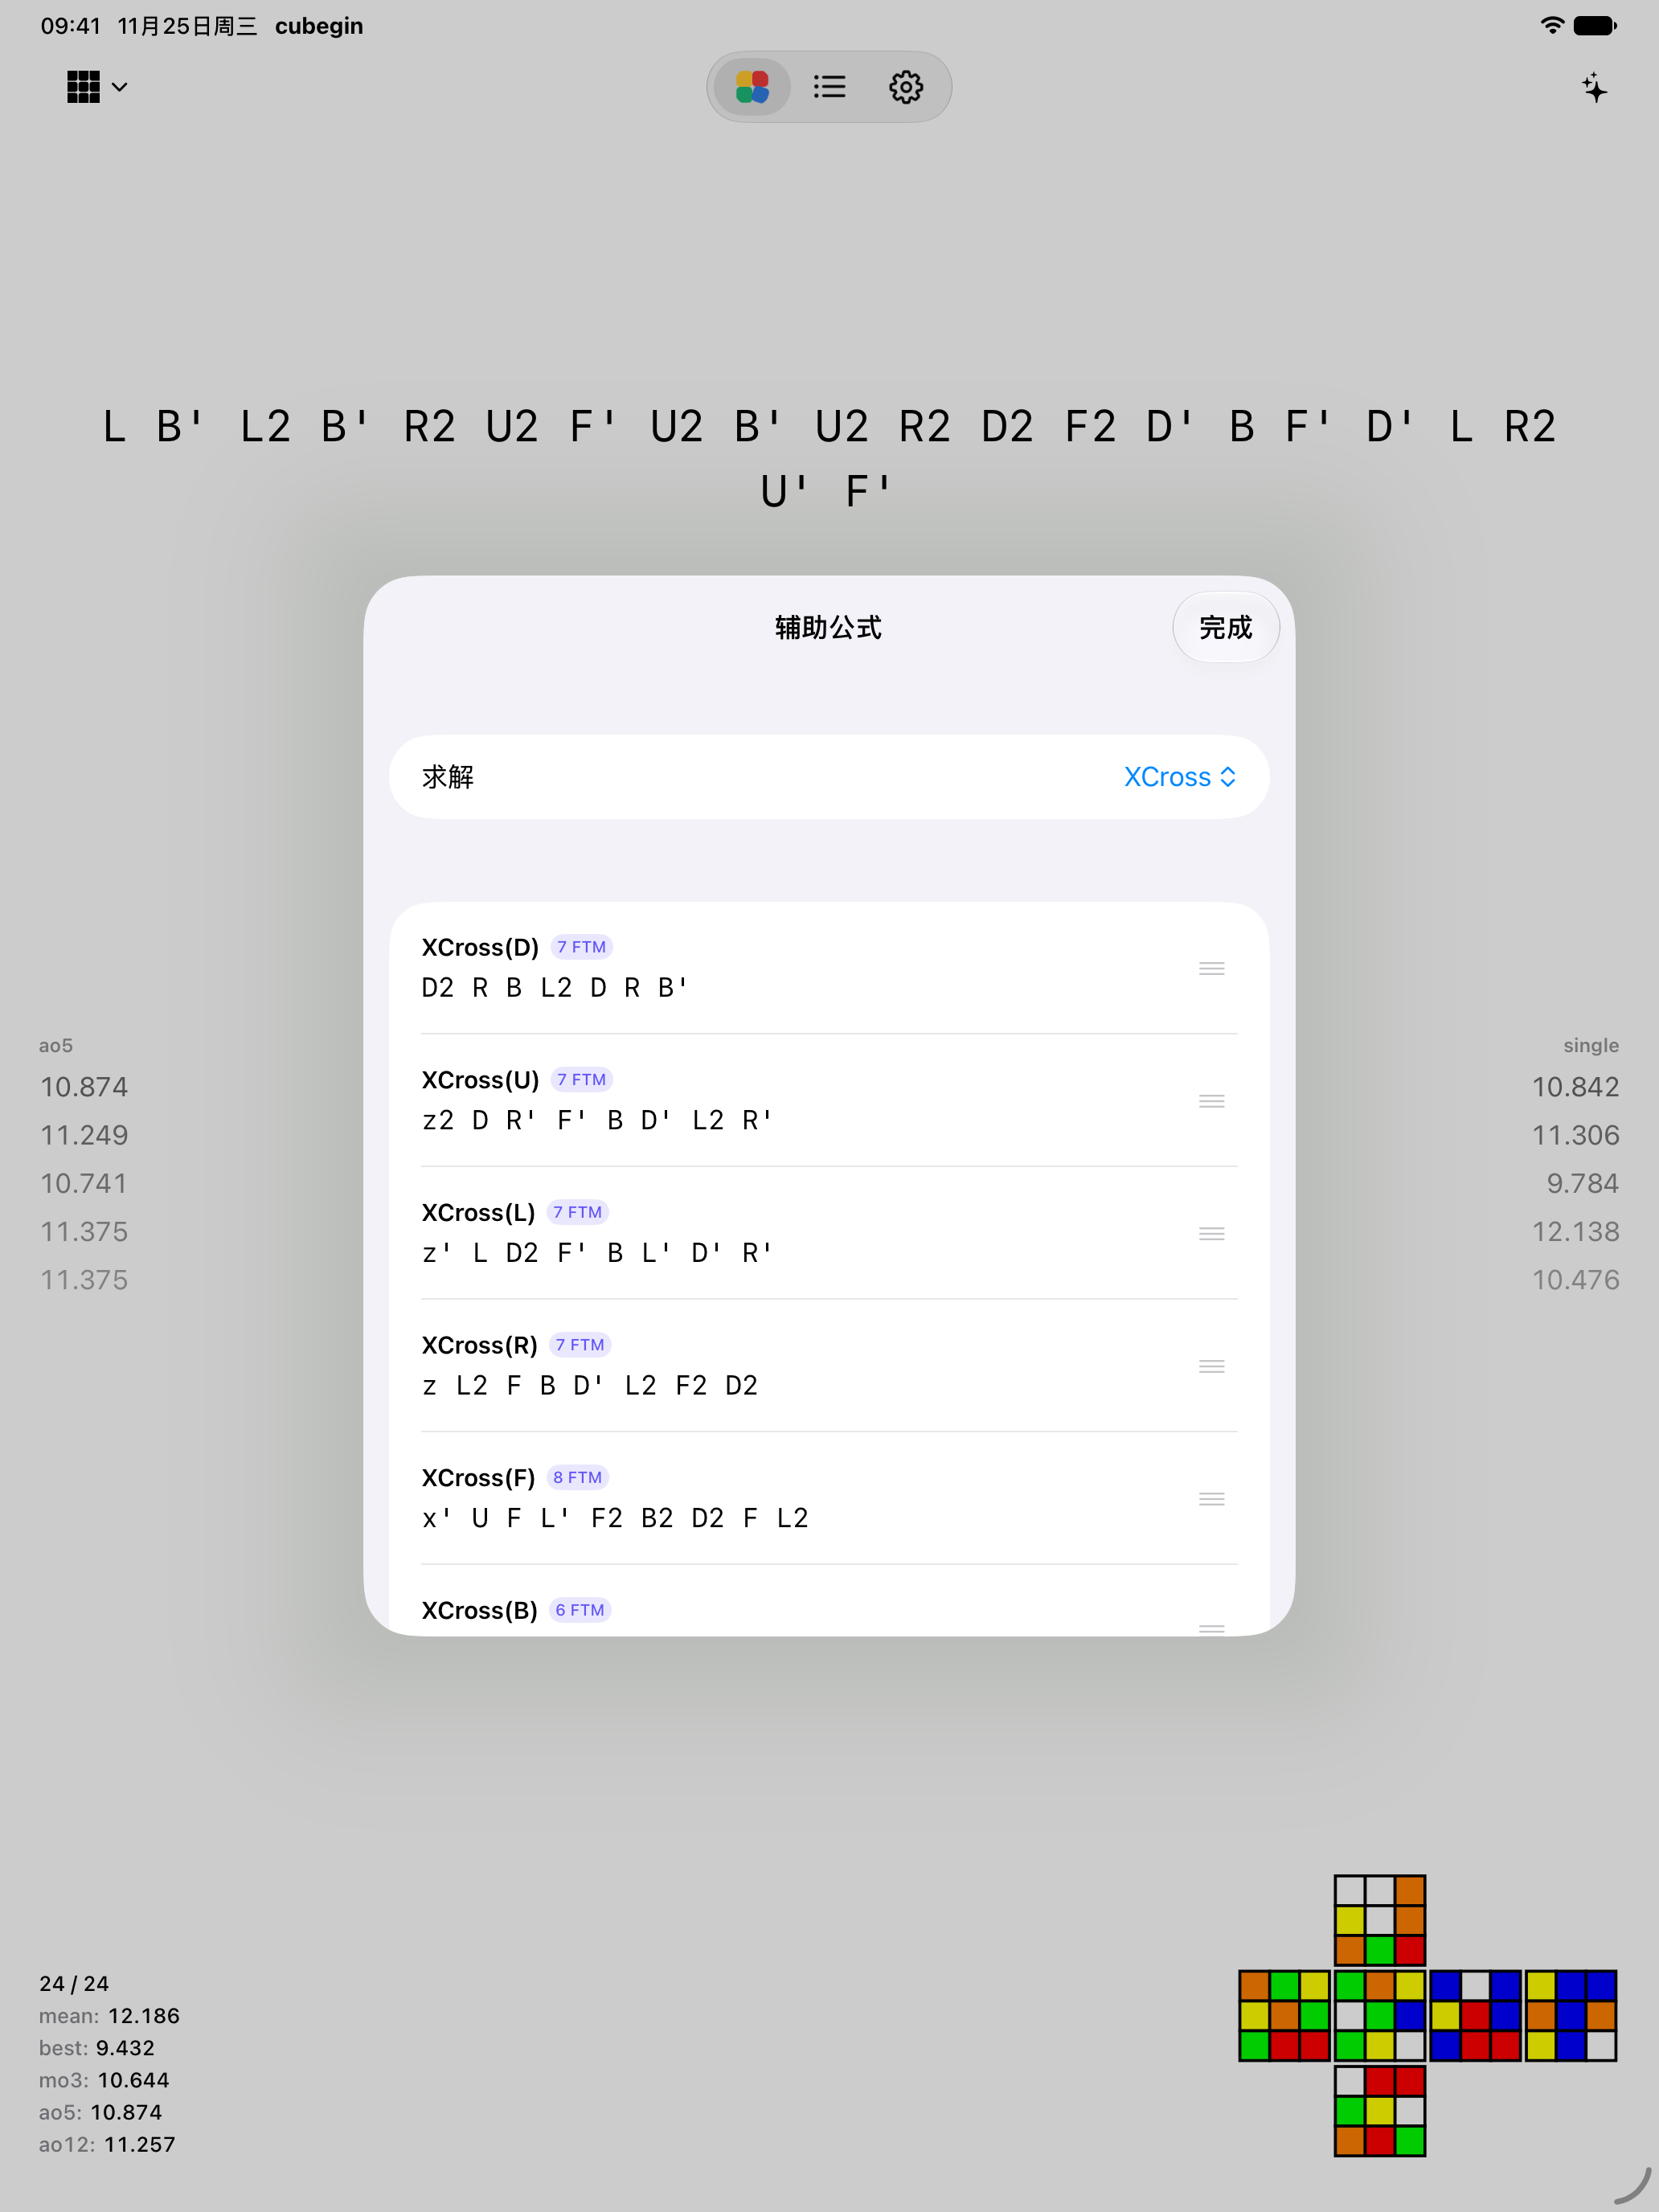 09:41 11月25日周三 cubegin
L B' L2 B' R2 U2 F' U2 B' U2 R2 D2 F2 D' B F' D' L R2
U' F'
辅助公式
完成
求解
XCross
XCross(D) 7 FTM
D2 R B L2 D R B'
XCross(U) 7 FTM
z2 D R' F' B D' L2 R'
XCross(L) 7 FTM
z' L D2 F' B L' D' R'
XCross(R) 7 FTM
z L2 F B D' L2 F2 D2
XCross(F) 8 FTM
x' U F L' F2 B2 D2 F L2
XCross(B) 6 FTM
ao5
10.874
11.249
10.741
11.375
11.375
single
10.842
11.306
9.784
12.138
10.476
24 / 24
mean: 12.186
best: 9.432
mo3: 10.644
ao5: 10.874
ao12: 11.257